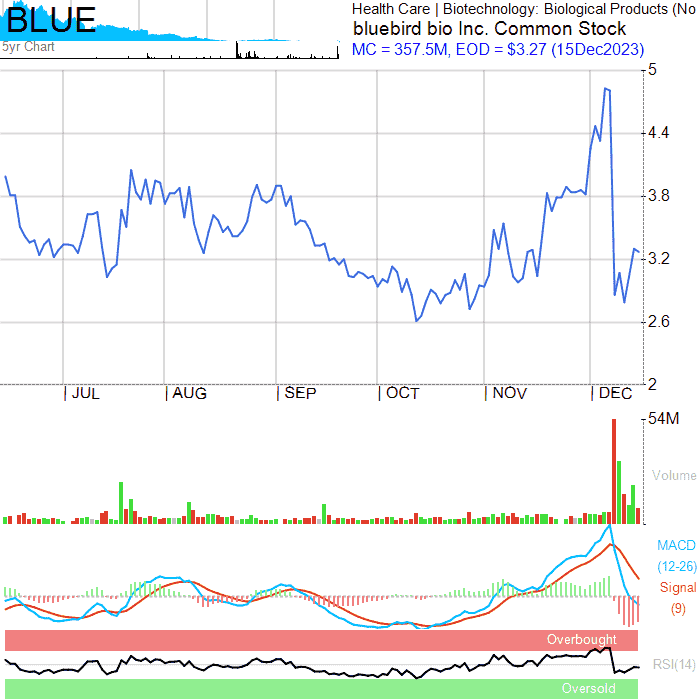 BLUE
5yr Chart
Health Care | Biotechnology: Biological Products (No
bluebird bio Inc. Common Stock
MC = 357.5M, EOD = $3.27 (15Dec2023)
5
4.4
3.8
3.2
2.6
2
JUL AUG SEP OCT NOV DEC
54M
Volume
MACD
(12-26)
Signal
(9)
Overbought
RSI(14)
Oversold